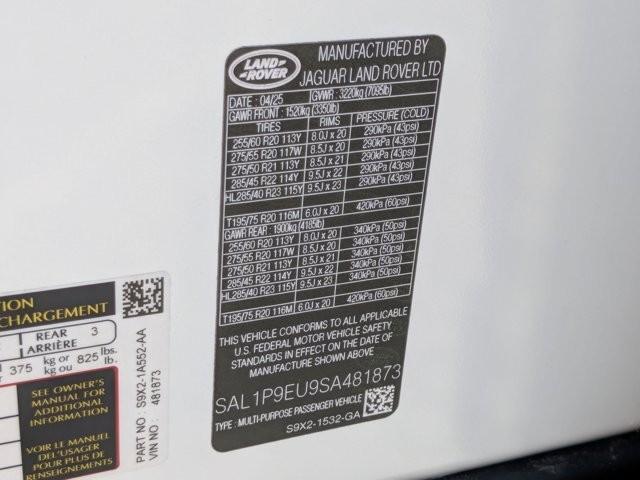 LAND-
-ROVER
MANUFACTURED BY
JAGUAR LAND ROVER LTD
DATE : 04/25 GVWR : 3220kg (7085lb)
GAWR FRONT : 1520kg (3350lb)
TIRES RIMS PRESSURE (COLD)
255/60 R20 113Y 8.0J x 20 290kPa (43psi)
275/55 R20 117W 8.5J x 20 290kPa (43psi)
275/50 R21 113Y 8.5J x 21 290kPa (43psi)
285/45 R22 114Y 9.5J x 22 290kPa (43psi)
HL285/40 R23 115Y 9.5J x 23 290kPa (43psi)
T195/75 R20 116M 6.0J x 20 420kPa (60psi)
GAWR REAR : 1900kg (4185lb)
255/60 R20 113Y 8.0J x 20 340kPa (50psi)
275/55 R20 117W 8.5J x 20 340kPa (50psi)
275/50 R21 113Y 8.5J x 21 340kPa (50psi)
285/45 R22 114Y 9.5J x 22 340kPa (50psi)
HL285/40 R23 115Y 9.5J x 23 340kPa (50psi)
T195/75 R20 116M 6.0J x 20 420kPa (60psi)
THIS VEHICLE CONFORMS TO ALL APPLICABLE
U.S. FEDERAL MOTOR VEHICLE SAFETY
STANDARDS IN EFFECT ON THE DATE OF
MANUFACTURE SHOWN ABOVE
SAL1P9EU9SA481873
TYPE : MULTI-PURPOSE PASSENGER VEHICLE
S9X2-1532-GA
TION
CHARGEMENT
REAR 3
ARRIÈRE
375 kg or 825 lbs.
kg ou lb.
SEE OWNER'S
MANUAL FOR
ADDITIONAL
INFORMATION
VOIR LE MANUEL
DE L'USAGER
POUR PLUS DE
RENSEIGNEMENTS
PART NO : S9X2-1A552-AA
VIN NO : 481873